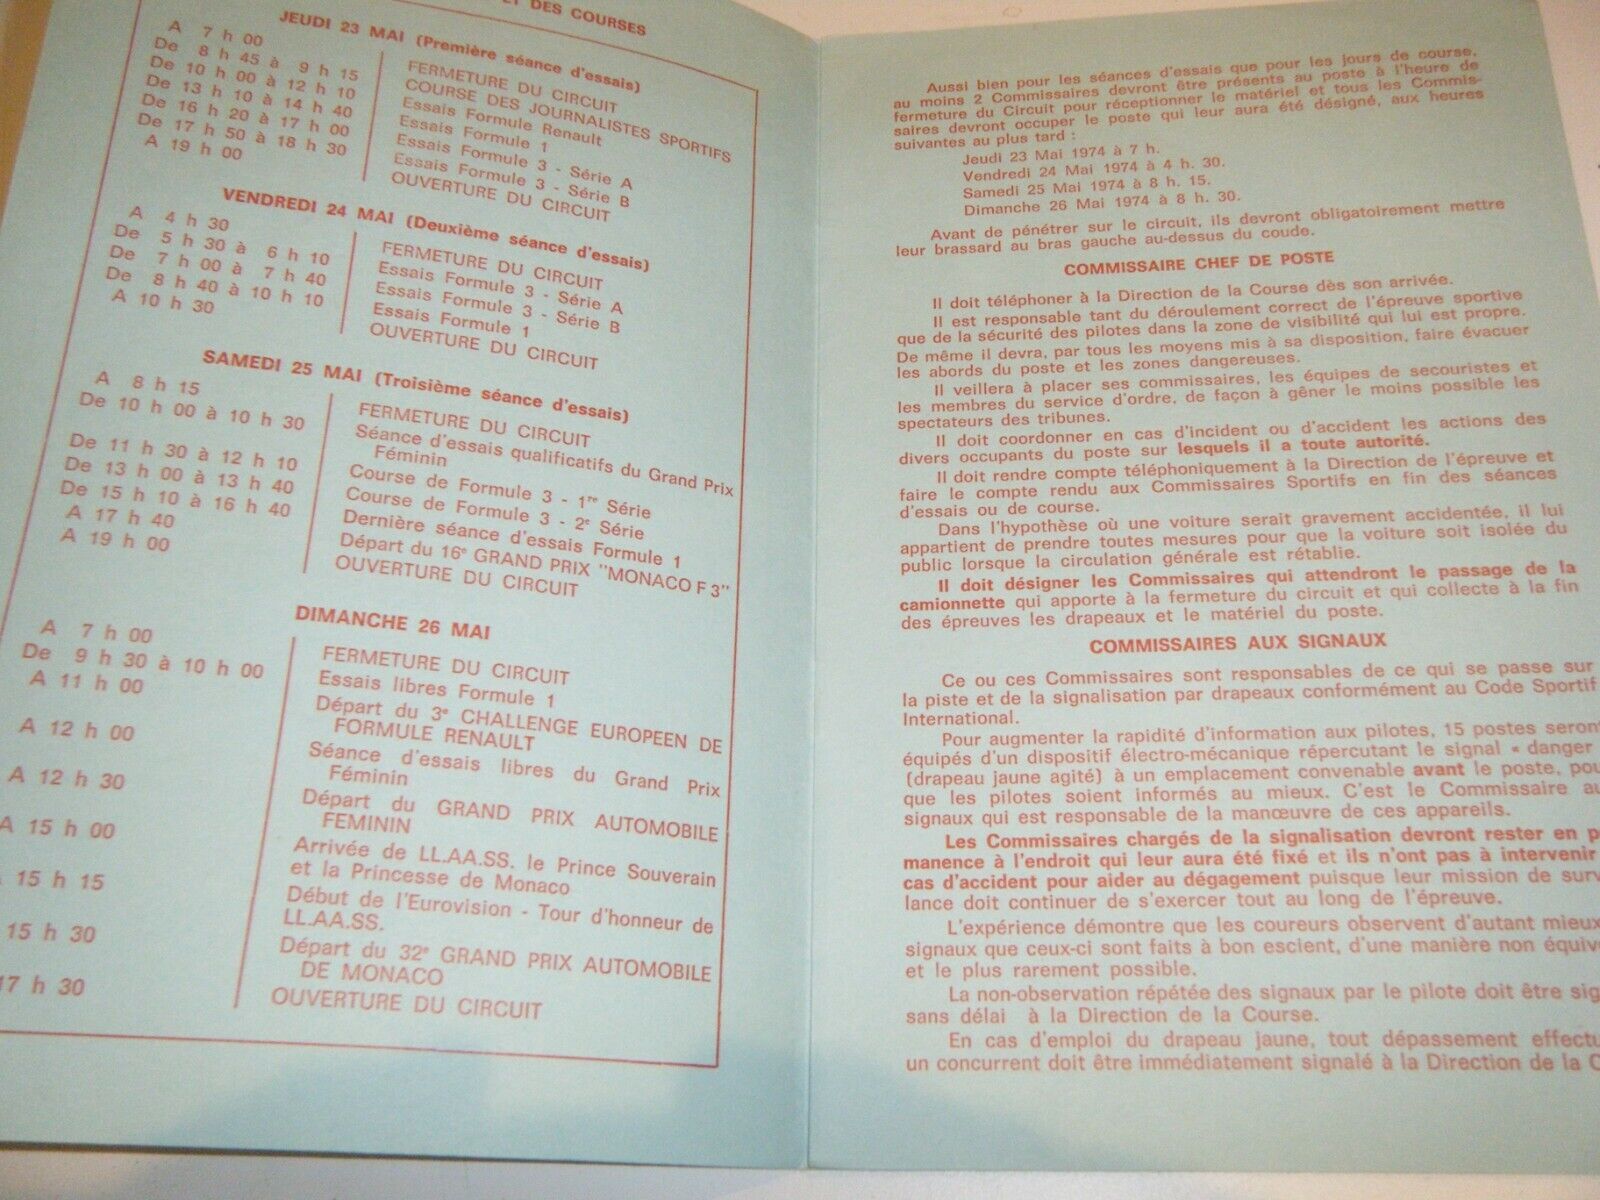 ET DES COURSES
JEUDI 23 MAI (Première séance d'essais)
A 7 h 00 FERMETURE DU CIRCUIT
De 8 h 45 à 9 h 15 COURSE DES JOURNALISTES SPORTIFS
De 10 h 00 à 12 h 10 Essais Formule Renault
De 13 h 10 à 14 h 40 Essais Formule 1
De 16 h 20 à 17 h 00 Essais Formule 3 - Série A
De 17 h 50 à 18 h 30 Essais Formule 3 - Série B
A 19 h 00 OUVERTURE DU CIRCUIT
VENDREDI 24 MAI (Deuxième séance d'essais)
A 4 h 30 FERMETURE DU CIRCUIT
De 5 h 30 à 6 h 10 Essais Formule 3 - Série A
De 7 h 00 à 7 h 40 Essais Formule 3 - Série B
De 8 h 40 à 10 h 10 Essais Formule 1
A 10 h 30 OUVERTURE DU CIRCUIT
SAMEDI 25 MAI (Troisième séance d'essais)
A 8 h 15 FERMETURE DU CIRCUIT
De 10 h 00 à 10 h 30 Séance d'essais qualificatifs du Grand Prix
Féminin
De 11 h 30 à 12 h 10 Course de Formule 3 - 1re Série
De 13 h 00 à 13 h 40 Course de Formule 3 - 2e Série
De 15 h 10 à 16 h 40 Dernière séance d'essais Formule 1
A 17 h 40 Départ du 16e GRAND PRIX "MONACO F 3"
A 19 h 00 OUVERTURE DU CIRCUIT
DIMANCHE 26 MAI
A 7 h 00 FERMETURE DU CIRCUIT
De 9 h 30 à 10 h 00 Essais libres Formule 1
A 11 h 00 Départ du 3e CHALLENGE EUROPEEN DE
FORMULE RENAULT
A 12 h 00 Séance d'essais libres du Grand Prix
Féminin
A 12 h 30 Départ du GRAND PRIX AUTOMOBILE
FEMININ
A 15 h 00 Arrivée de LL.AA.SS. le Prince Souverain
et la Princesse de Monaco
15 h 15 Début de l'Eurovision - Tour d'honneur de
LL.AA.SS.
15 h 30 Départ du 32e GRAND PRIX AUTOMOBILE
DE MONACO
17 h 30 OUVERTURE DU CIRCUIT
Aussi bien pour les séances d'essais que pour les jours de course,
au moins 2 Commissaires devront être présents au poste à l'heure de
fermeture du Circuit pour réceptionner le matériel et tous les Commis-
saires devront occuper le poste qui leur aura été désigné, aux heures
suivantes au plus tard :
Jeudi 23 Mai 1974 à 7 h.
Vendredi 24 Mai 1974 à 4 h. 30.
Samedi 25 Mai 1974 à 8 h. 15.
Dimanche 26 Mai 1974 à 8 h. 30.
Avant de pénétrer sur le circuit, ils devront obligatoirement mettre
leur brassard au bras gauche au-dessus du coude.
COMMISSAIRE CHEF DE POSTE
Il doit téléphoner à la Direction de la Course dès son arrivée.
Il est responsable tant du déroulement correct de l'épreuve sportive
que de la sécurité des pilotes dans la zone de visibilité qui lui est propre.
De même il devra, par tous les moyens mis à sa disposition, faire évacuer
les abords du poste et les zones dangereuses.
Il veillera à placer ses commissaires, les équipes de secouristes et
les membres du service d'ordre, de façon à gêner le moins possible les
spectateurs des tribunes.
Il doit coordonner en cas d'incident ou d'accident les actions des
divers occupants du poste sur lesquels il a toute autorité.
Il doit rendre compte téléphoniquement à la Direction de l'épreuve et
faire le compte rendu aux Commissaires Sportifs en fin des séances
d'essais ou de course.
Dans l'hypothèse où une voiture serait gravement accidentée, il lui
appartient de prendre toutes mesures pour que la voiture soit isolée du
public lorsque la circulation générale est rétablie.
Il doit désigner les Commissaires qui attendront le passage de la
camionnette qui apporte à la fermeture du circuit et qui collecte à la fin
des épreuves les drapeaux et le matériel du poste.
COMMISSAIRES AUX SIGNAUX
Ce ou ces Commissaires sont responsables de ce qui se passe sur
la piste et de la signalisation par drapeaux conformément au Code Sportif
International.
Pour augmenter la rapidité d'information aux pilotes, 15 postes seront
équipés d'un dispositif électro-mécanique répercutant le signal « danger
(drapeau jaune agité) à un emplacement convenable avant le poste, pou
que les pilotes soient informés au mieux. C'est le Commissaire au
signaux qui est responsable de la manœuvre de ces appareils.
Les Commissaires chargés de la signalisation devront rester en p
manence à l'endroit qui leur aura été fixé et ils n'ont pas à intervenir
cas d'accident pour aider au dégagement puisque leur mission de surv
lance doit continuer de s'exercer tout au long de l'épreuve.
L'expérience démontre que les coureurs observent d'autant mieux
signaux que ceux-ci sont faits à bon escient, d'une manière non équiv
et le plus rarement possible.
La non-observation répétée des signaux par le pilote doit être sig
sans délai à la Direction de la Course.
En cas d'emploi du drapeau jaune, tout dépassement effectu
un concurrent doit être immédiatement signalé à la Direction de la C